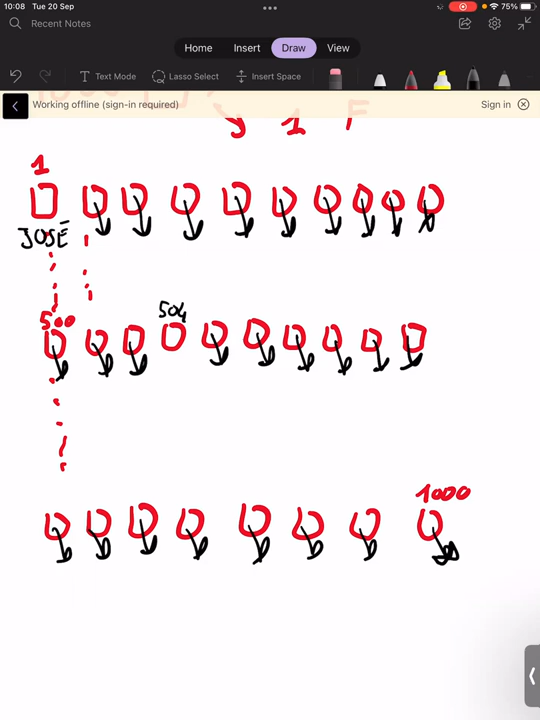 10:08 Tue 20 Sep
75%
Recent Notes
Home Insert Draw View
Text Mode Lasso Select Insert Space
Working offline (sign-in required) Sign in
1
JOSÉ
500
504
1000